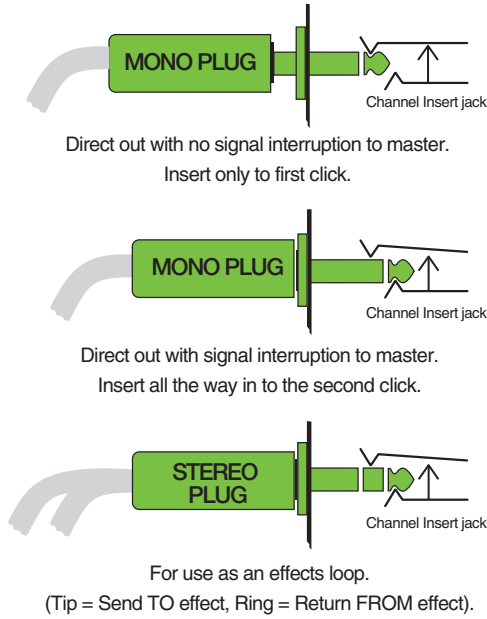 MONO PLUG
Channel Insert jack
Direct out with no signal interruption to master.
Insert only to first click.
MONO PLUG
Channel Insert jack
Direct out with signal interruption to master.
Insert all the way in to the second click.
STEREO
PLUG
Channel Insert jack
For use as an effects loop.
(Tip = Send TO effect, Ring = Return FROM effect).